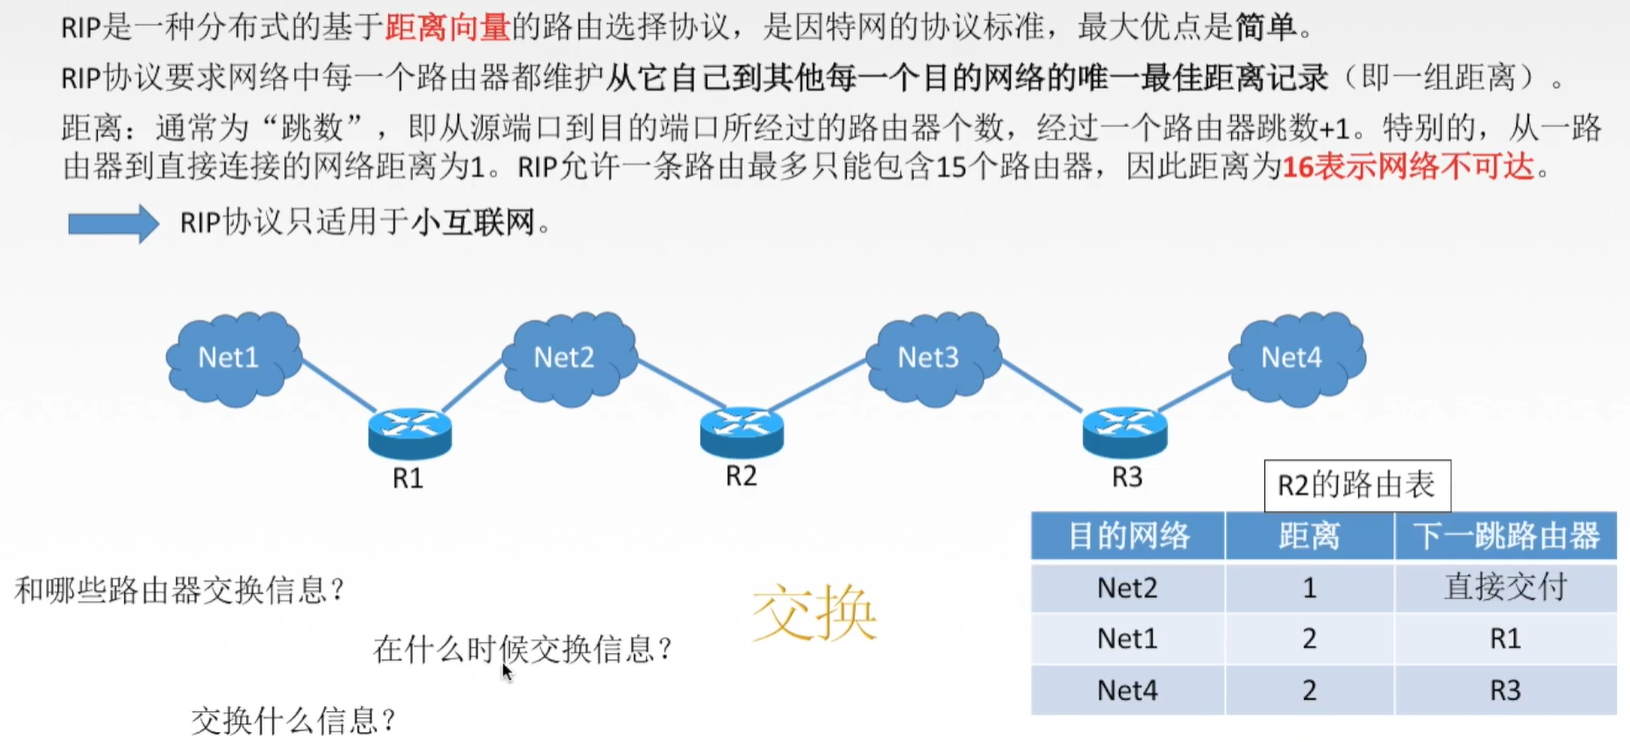 RIP是一种分布式的基于距离向量的路由选择协议，是因特网的协议标准，最大优点是简单。
RIP协议要求网络中每一个路由器都维护从它自己到其他每一个目的网络的唯一最佳距离记录（即一组距离）。
距离：通常为“跳数”，即从源端口到目的端口所经过的路由器个数，经过一个路由器跳数+1。特别的，从一路
由器到直接连接的网络距离为1。RIP允许一条路由最多只能包含15个路由器，因此距离为16表示网络不可达。
RIP协议只适用于小互联网。
Net1 Net2 Net3 Net4
R1 R2 R3
R2的路由表
目的网络 距离 下一跳路由器
Net2 1 直接交付
Net1 2 R1
Net4 2 R3
和哪些路由器交换信息？
交换
在什么时候交换信息？
交换什么信息？